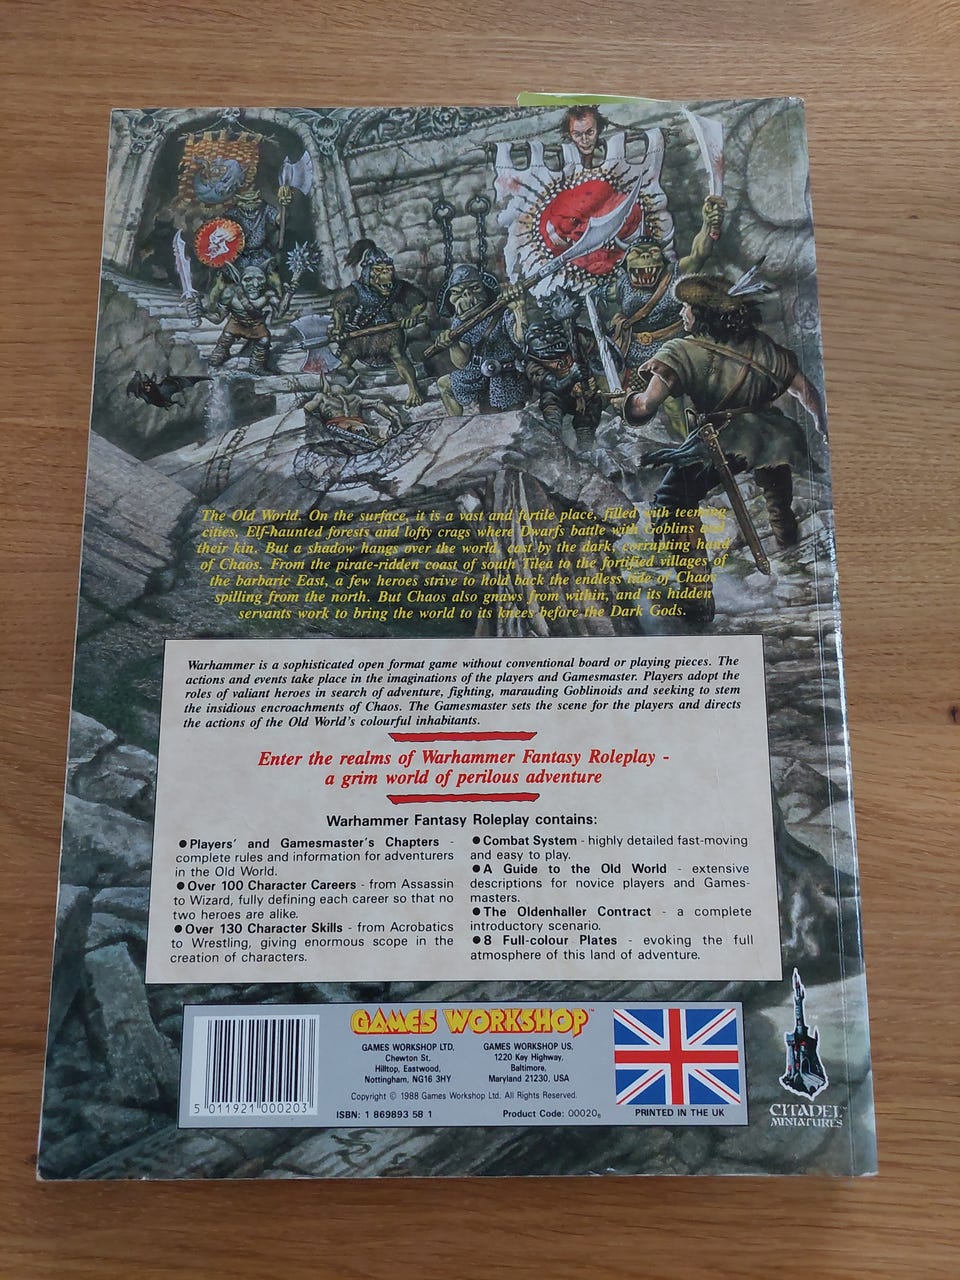 The Old World. On the surface, it is a vast and fertile place, filled with teeming
cities, Elf-haunted forests and lofty crags where Dwarfs battle with Goblins and
their kin. But a shadow hangs over the world, cast by the dark, corrupting hand
of Chaos. From the pirate-ridden coast of south Tilea to the fortified villages of
the barbaric East, a few heroes strive to hold back the endless tide of Chaos
spilling from the north. But Chaos also gnaws from within, and its hidden
servants work to bring the world to its knees before the Dark Gods.
Warhammer is a sophisticated open format game without conventional board or playing pieces. The
actions and events take place in the imaginations of the players and Gamesmaster. Players adopt the
roles of valiant heroes in search of adventure, fighting, marauding Goblinoids and seeking to stem
the insidious encroachments of Chaos. The Gamesmaster sets the scene for the players and directs
the actions of the Old World's colourful inhabitants.
Enter the realms of Warhammer Fantasy Roleplay -
a grim world of perilous adventure
Warhammer Fantasy Roleplay contains:
● Players' and Gamesmaster's Chapters -
complete rules and information for adventurers
in the Old World.
● Over 100 Character Careers - from Assassin
to Wizard, fully defining each career so that no
two heroes are alike.
● Over 130 Character Skills - from Acrobatics
to Wrestling, giving enormous scope in the
creation of characters.
● Combat System - highly detailed fast-moving
and easy to play.
● A Guide to the Old World - extensive
descriptions for novice players and Games-
masters.
● The Oldenhaller Contract - a complete
introductory scenario.
● 8 Full-colour Plates - evoking the full
atmosphere of this land of adventure.
GAMES WORKSHOP™
GAMES WORKSHOP LTD,
Chewton St,
Hilltop, Eastwood,
Nottingham, NG16 3HY
GAMES WORKSHOP US.
1220 Key Highway,
Baltimore,
Maryland 21230, USA
Copyright © 1988 Games Workshop Ltd. All Rights Reserved.
ISBN: 1 869893 58 1
Product Code: 00020₈
5 011921 000203
PRINTED IN THE UK
CITADEL™
MINIATURES